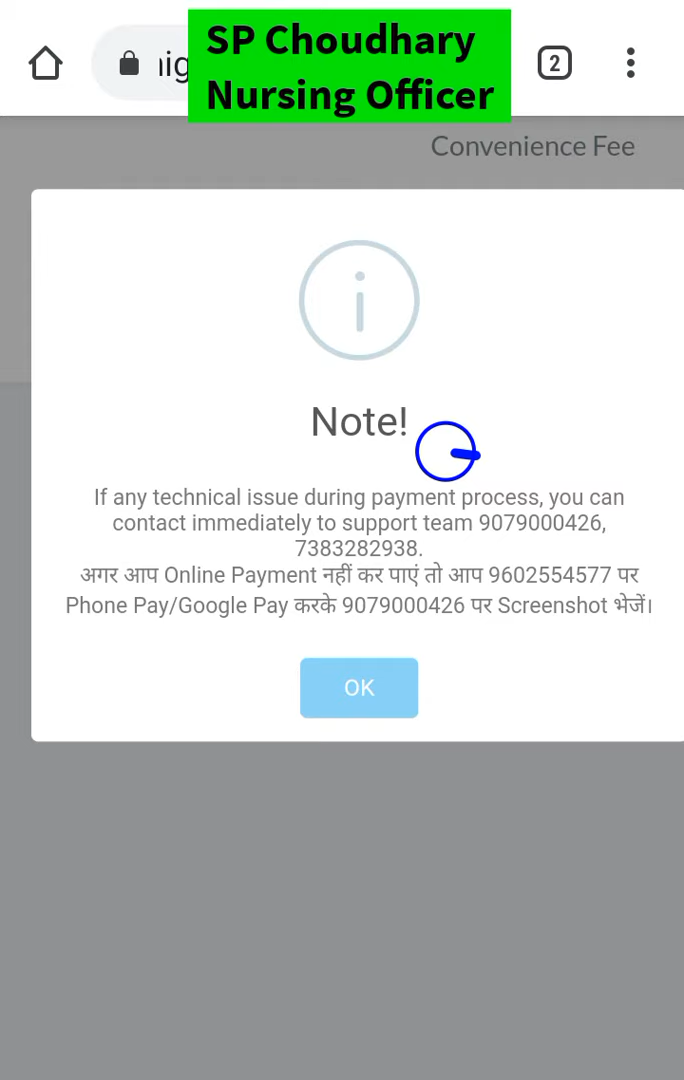 SP Choudhary
Nursing Officer
2
Convenience Fee
Note!
If any technical issue during payment process, you can
contact immediately to support team 9079000426,
7383282938.
अगर आप Online Payment नहीं कर पाएं तो आप 9602554577 पर
Phone Pay/Google Pay करके 9079000426 पर Screenshot भेजें।
OK